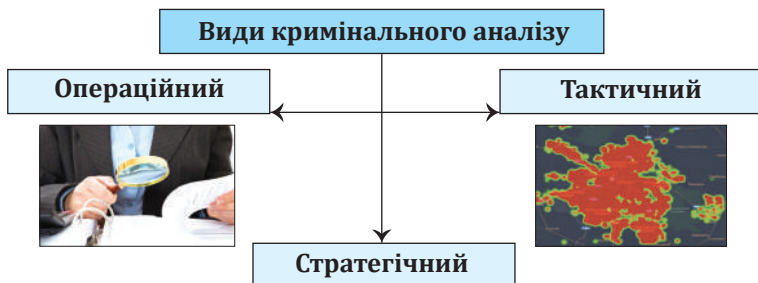 Види кримінального аналізу
Операційний
Тактичний
Стратегічний